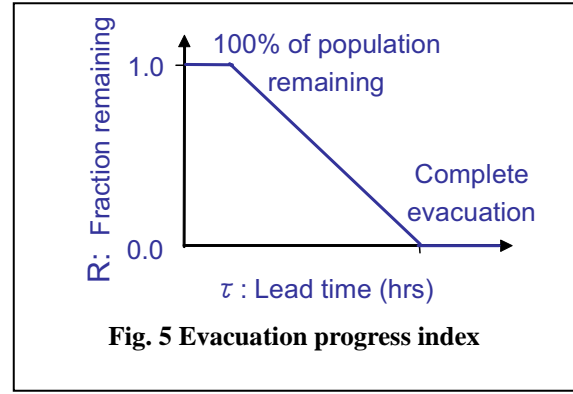 100% of population
remaining
1.0
R: Fraction remaining
Complete
evacuation
0.0
τ : Lead time (hrs)
Fig. 5 Evacuation progress index